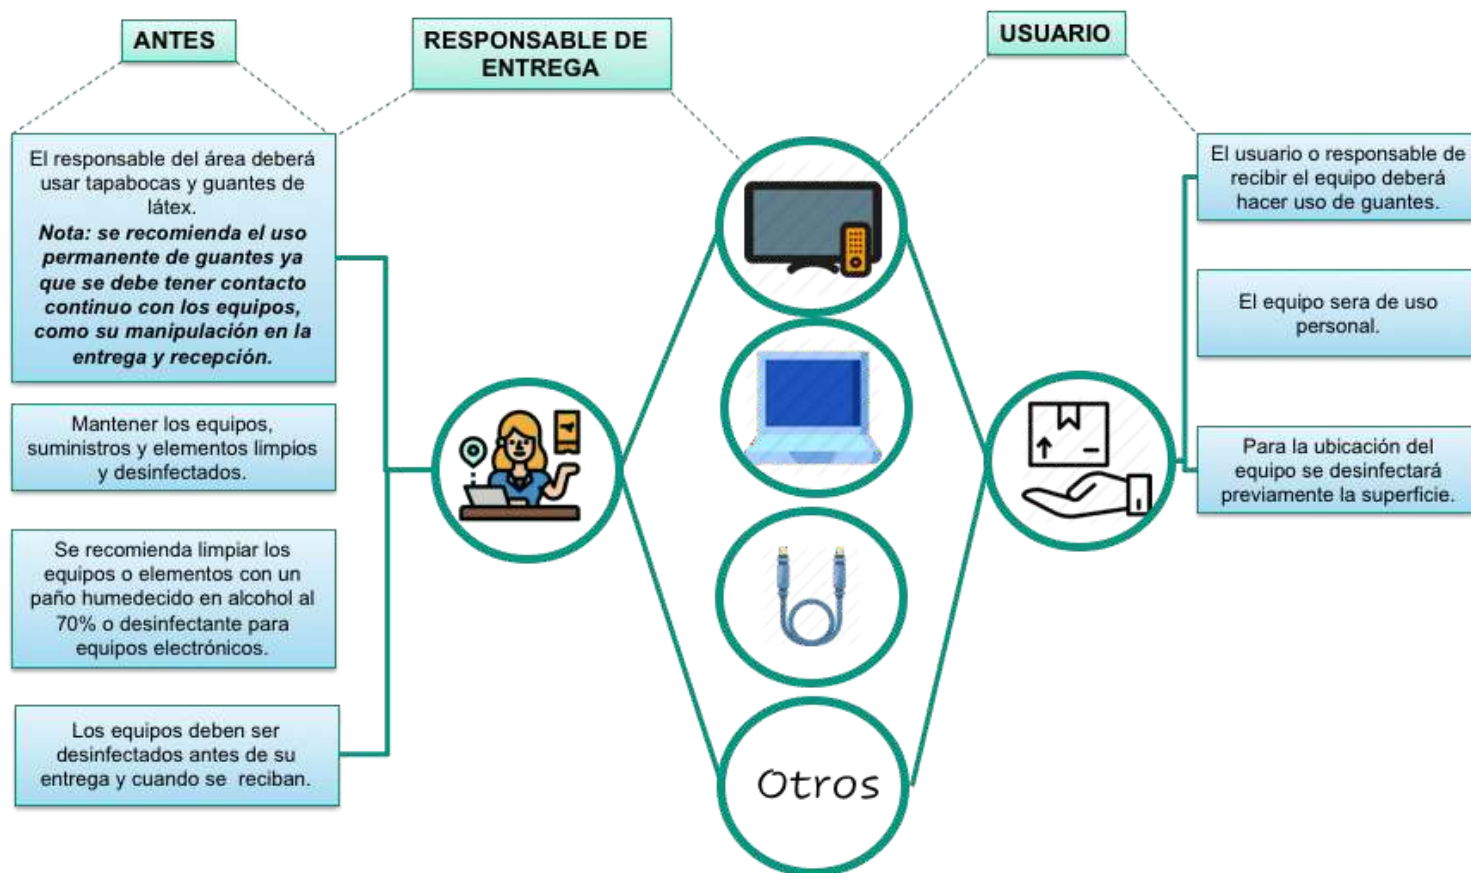 ANTES
RESPONSABLE DE
ENTREGA
USUARIO
El responsable del área deberá
usar tapabocas y guantes de
látex.
Nota: se recomienda el uso
permanente de guantes ya
que se debe tener contacto
continuo con los equipos,
como su manipulación en la
entrega y recepción.
Mantener los equipos,
suministros y elementos limpios
y desinfectados.
Se recomienda limpiar los
equipos o elementos con un
paño humedecido en alcohol al
70% o desinfectante para
equipos electrónicos.
Los equipos deben ser
desinfectados antes de su
entrega y cuando se reciban.
Otros
El usuario o responsable de
recibir el equipo deberá
hacer uso de guantes.
El equipo sera de uso
personal.
Para la ubicación del
equipo se desinfectará
previamente la superficie.